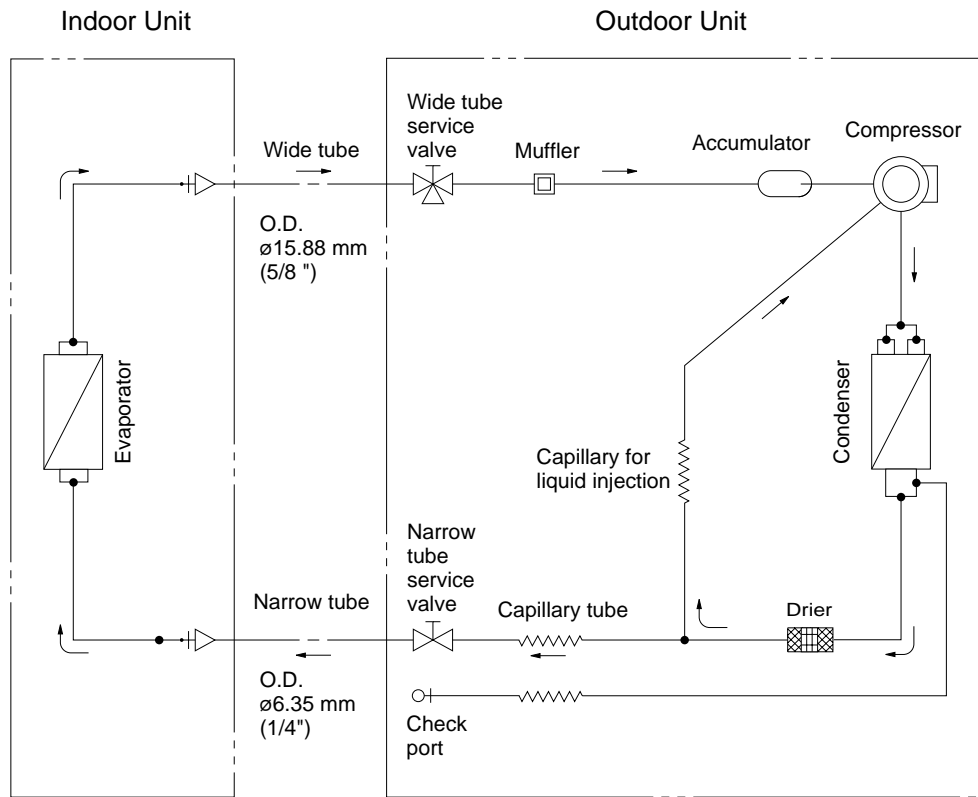 Indoor Unit
Outdoor Unit
Wide tube
service
valve
Wide tube
Muffler
Accumulator
Compressor
O.D.
ø15.88 mm
(5/8 ")
Evaporator
Condenser
Capillary for
liquid injection
Narrow
tube
service
valve
Narrow tube
Capillary tube
Drier
O.D.
ø6.35 mm
(1/4")
Check
port